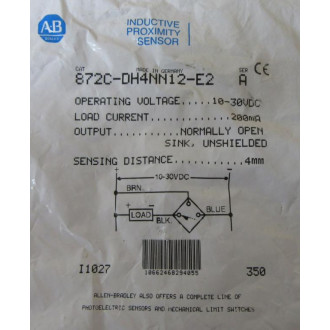 AB
INDUCTIVE
PROXIMITY
SENSOR
CAT MADE IN GERMANY SER CE
872C-DH4NN12-E2 A
OPERATING VOLTAGE.....10-30VDC
LOAD CURRENT..........200mA
OUTPUT.......NORMALLY OPEN
SINK, UNSHIELDED
SENSING DISTANCE.........4mm
10-30VDC
BRN.
LOAD
BLK
BLUE
10662468294055
I1027 350
ALLEN-BRADLEY ALSO OFFERS A COMPLETE LINE OF
PHOTOELECTRIC SENSORS AND MECHANICAL LIMIT SWITCHES